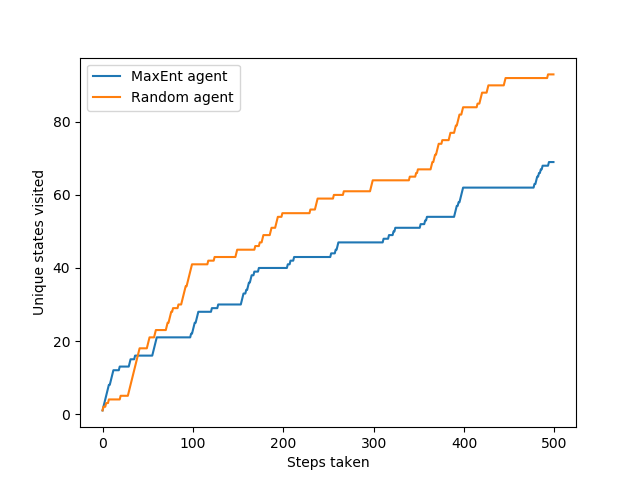 MaxEnt agent
Random agent
Unique states visited
80
60
40
20
0
0 100 200 300 400 500
Steps taken